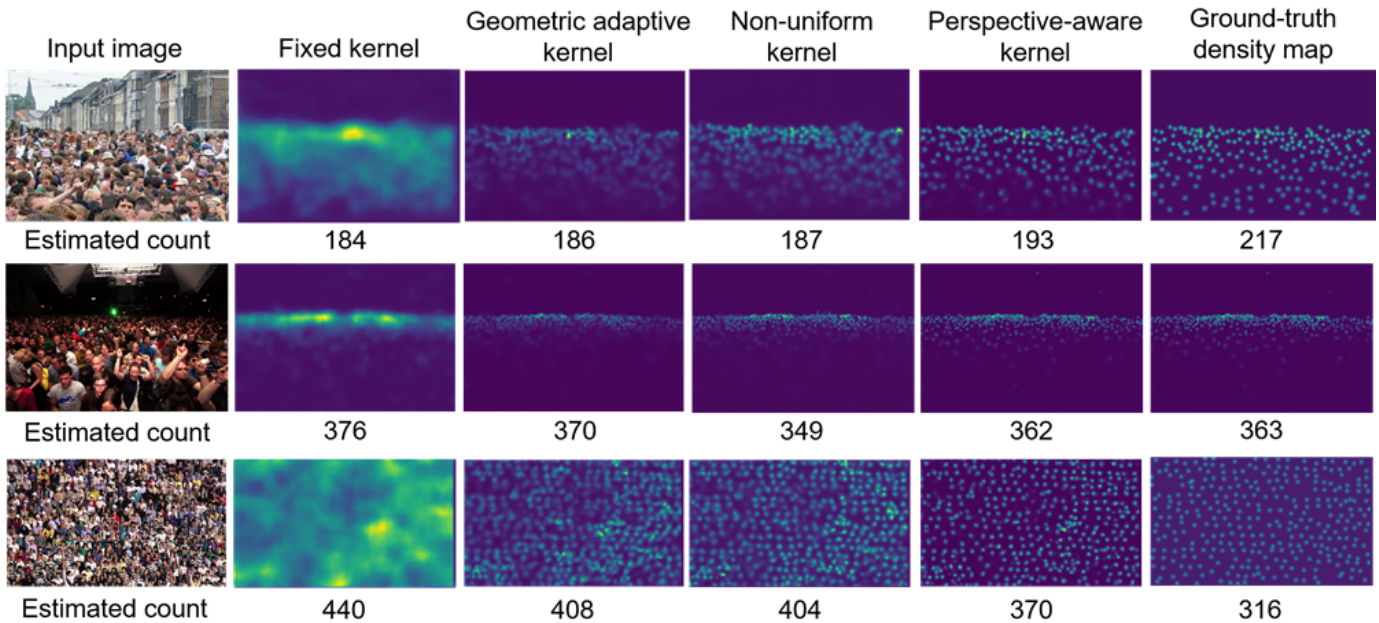 Input image
Fixed kernel
Geometric adaptive
kernel
Non-uniform
kernel
Perspective-aware
kernel
Ground-truth
density map
Estimated count 184 186 187 193 217
Estimated count 376 370 349 362 363
Estimated count 440 408 404 370 316